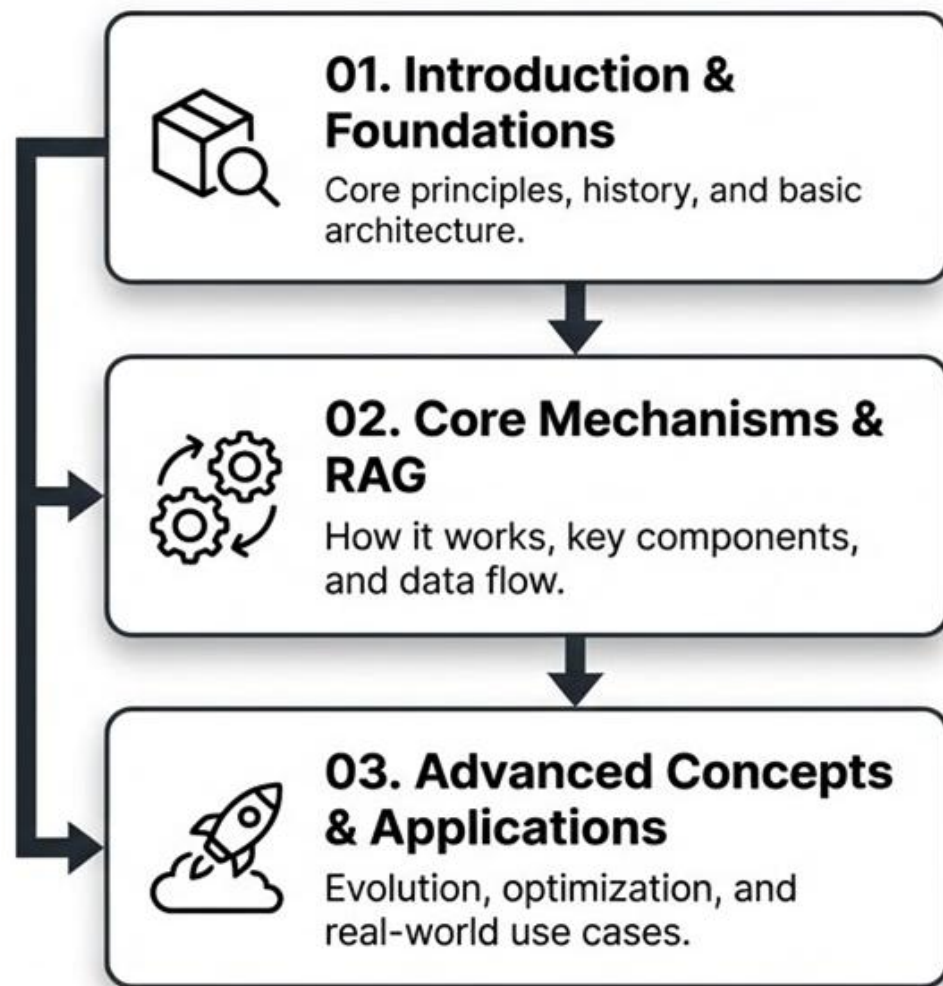 01. Introduction &
Foundations
Core principles, history, and basic
architecture.
02. Core Mechanisms &
RAG
How it works, key components,
and data flow.
03. Advanced Concepts
& Applications
Evolution, optimization, and
real-world use cases.